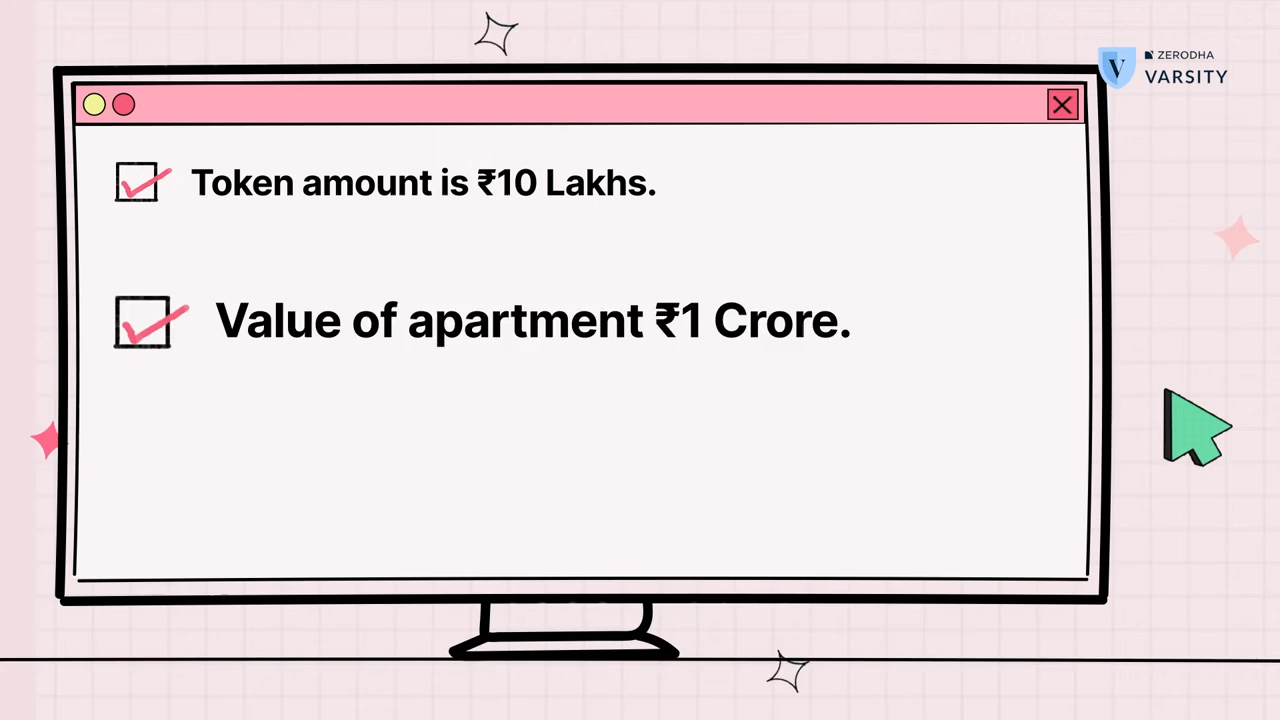 ZERODHA
VARSITY
Token amount is ₹10 Lakhs.
Value of apartment ₹1 Crore.